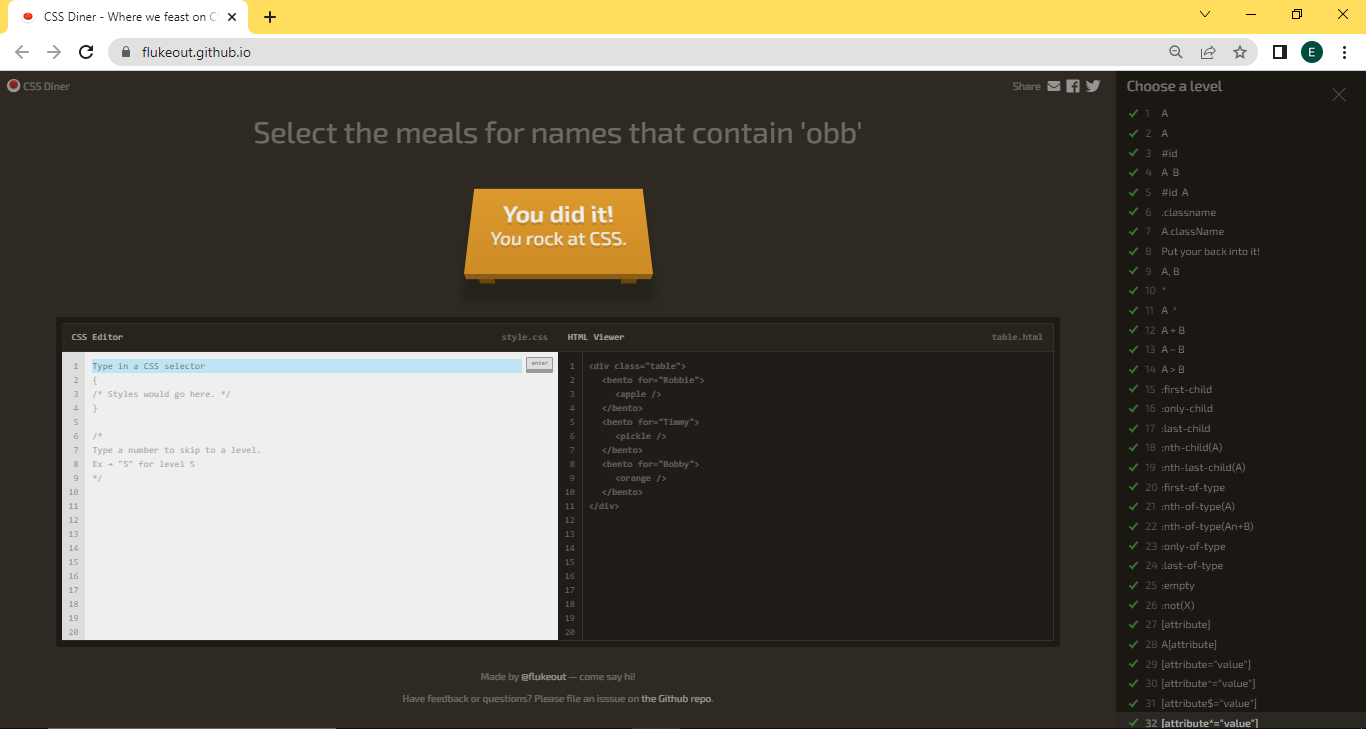 CSS Diner - Where we feast on C
flukeout.github.io
E
CSS Diner
Share
Select the meals for names that contain 'obb'
You did it!
You rock at CSS.
CSS Editor
style.css
1 Type in a CSS selector
enter
2 {
3 /* Styles would go here. */
4 }
5
6 /*
7 Type a number to skip to a level.
8 Ex → "5" for level 5
9 */
10
11
12
13
14
15
16
17
18
19
20
HTML Viewer
table.html
1 <div class="table">
2 <bento for="Robbie">
3 <apple />
4 </bento>
5 <bento for="Timmy">
6 <pickle />
7 </bento>
8 <bento for="Bobby">
9 <orange />
10 </bento>
11 </div>
12
13
14
15
16
17
18
19
20
Made by @flukeout — come say hi!
Have feedback or questions? Please file an isssue on the Github repo.
Choose a level
1 A
2 A
3 #id
4 A B
5 #id A
6 .classname
7 A.className
8 Put your back into it!
9 A, B
10 *
11 A *
12 A + B
13 A ~ B
14 A > B
15 :first-child
16 :only-child
17 :last-child
18 :nth-child(A)
19 :nth-last-child(A)
20 :first-of-type
21 :nth-of-type(A)
22 :nth-of-type(An+B)
23 :only-of-type
24 :last-of-type
25 :empty
26 :not(X)
27 [attribute]
28 A[attribute]
29 [attribute="value"]
30 [attribute^="value"]
31 [attribute$="value"]
32 [attribute*="value"]